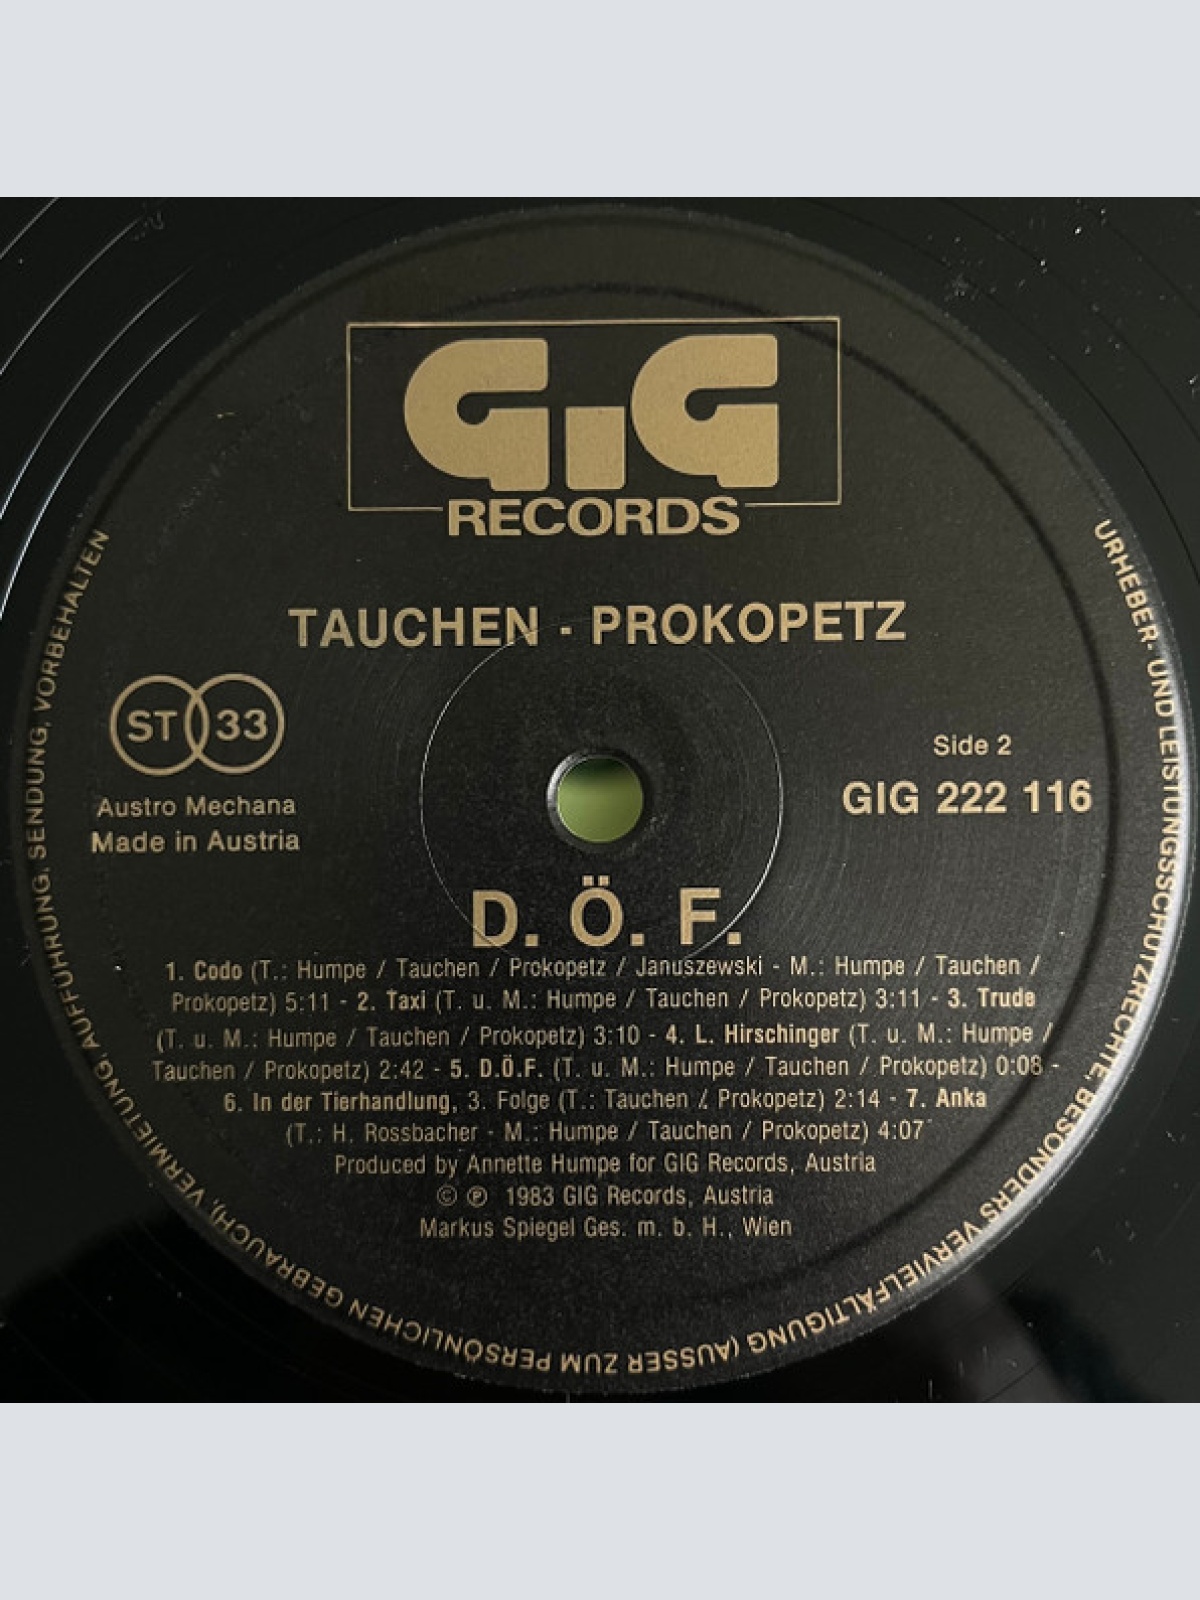 GiG
RECORDS
TAUCHEN - PROKOPETZ
ST 33
Austro Mechana
Made in Austria
Side 2
GIG 222 116
D. Ö. F.
1. Codo (T.: Humpe / Tauchen / Prokopetz / Januszewski - M.: Humpe / Tauchen /
Prokopetz) 5:11 - 2. Taxi (T. u. M.: Humpe / Tauchen / Prokopetz) 3:11 - 3. Trude
(T. u. M.: Humpe / Tauchen / Prokopetz) 3:10 - 4. L. Hirschinger (T. u. M.: Humpe /
Tauchen / Prokopetz) 2:42 - 5. D.Ö.F. (T. u. M.: Humpe / Tauchen / Prokopetz) 0:08 -
6. In der Tierhandlung, 3. Folge (T.: Tauchen / Prokopetz) 2:14 - 7. Anka
(T.: H. Rossbacher - M.: Humpe / Tauchen / Prokopetz) 4:07
Produced by Annette Humpe for GIG Records, Austria
© ℗ 1983 GIG Records, Austria
Markus Spiegel Ges. m. b. H., Wien
URHEBER- UND LEISTUNGSSCHUTZRECHTE, BESONDERS VERVIELFÄLTIGUNG (AUSSER ZUM PERSÖNLICHEN GEBRAUCH), VERMIETUNG, AUFFÜHRUNG, SENDUNG, VORBEHALTEN